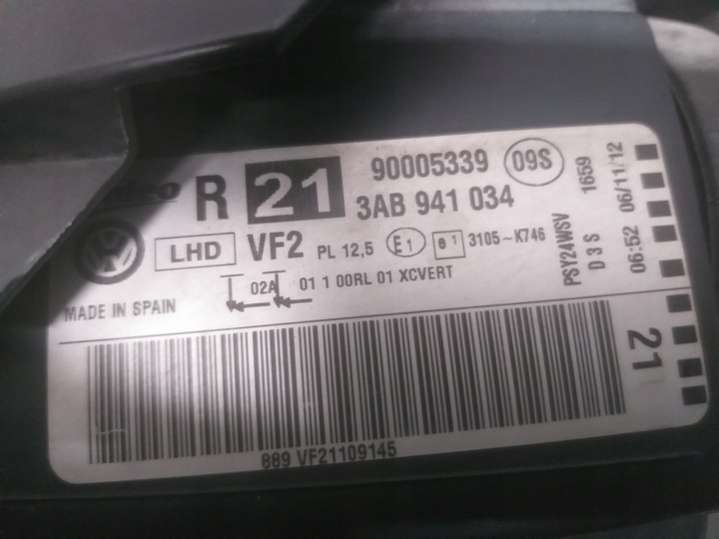 R 21 90005339 09S
3AB 941 034
LHD VF2 PL 12,5 E1 e1 3105-K746
02A 01 1 00RL 01 XCVERT
MADE IN SPAIN
889 VF21109145
PSY24WSV 1659
D3S
06:52 06/11/12
21